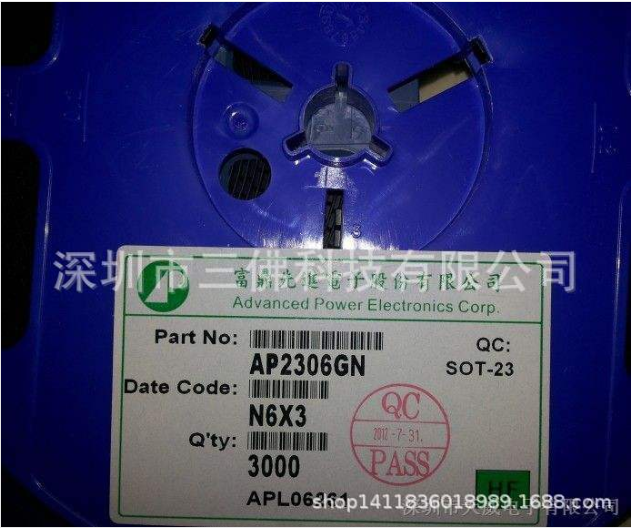 深圳市三佛科技有限公司
富鼎先進電子股份有限公司
Advanced Power Electronics Corp.
Part No:
AP2306GN
QC:
SOT-23
Date Code:
N6X3
QC
2012-7-31.
PASS
Q'ty:
3000
HF
shop1411836018989.1688.com